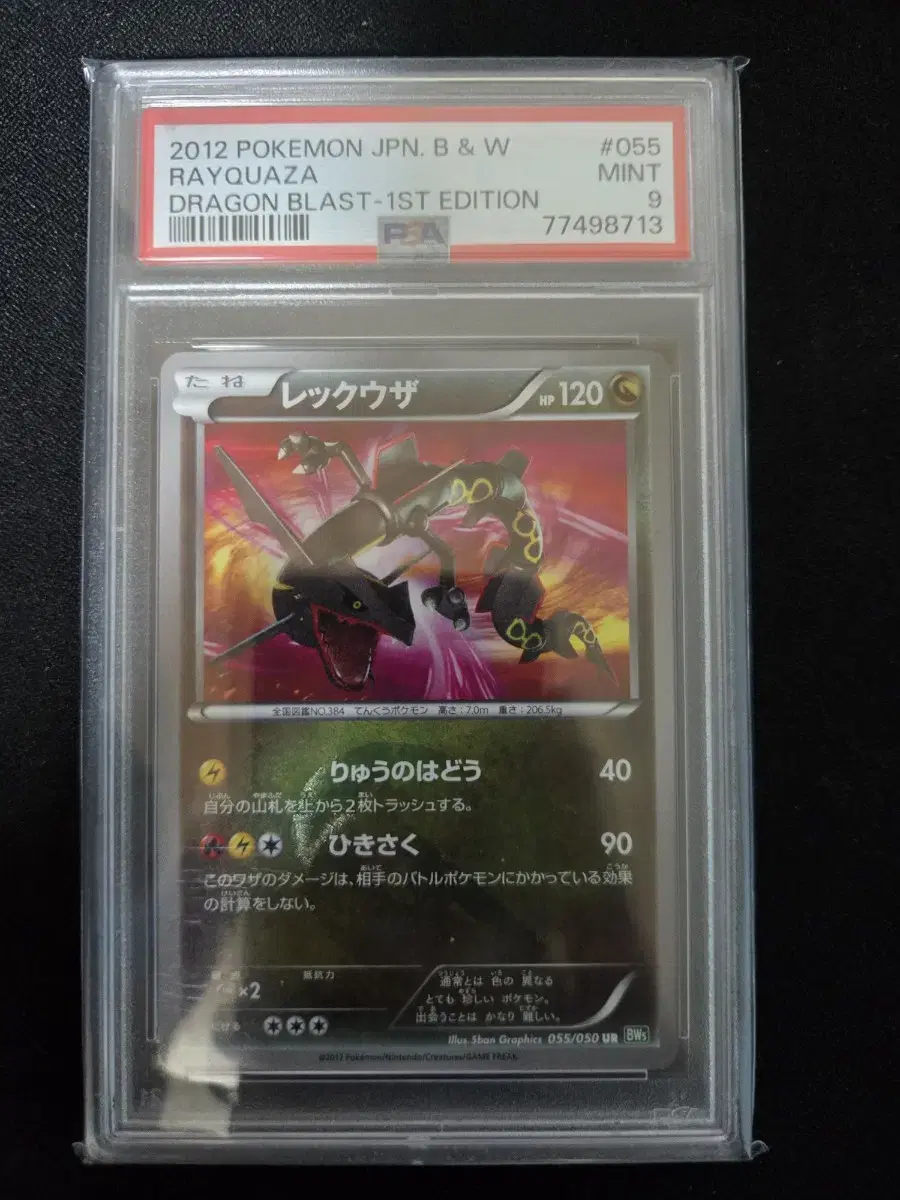 2012 POKEMON JPN. B & W #055
RAYQUAZA MINT
DRAGON BLAST-1ST EDITION 9
PSA 77498713
たね レックウザ HP 120
全国図鑑NO.384 てんくうポケモン 高さ:7.0m 重さ:206.5kg
りゅうのはどう 40
自分の山札を上から2枚トラッシュする。
ひきさく 90
このワザのダメージは、相手のバトルポケモンにかかっている効果
の計算をしない。
抵抗力
×2
通常とは 色の 異なる
とても 珍しい ポケモン。
にげる 出会うことは かなり 難しい。
Illus. 5ban Graphics 055/050 UR BW5
©2012 Pokémon/Nintendo/Creatures/GAME FREAK.